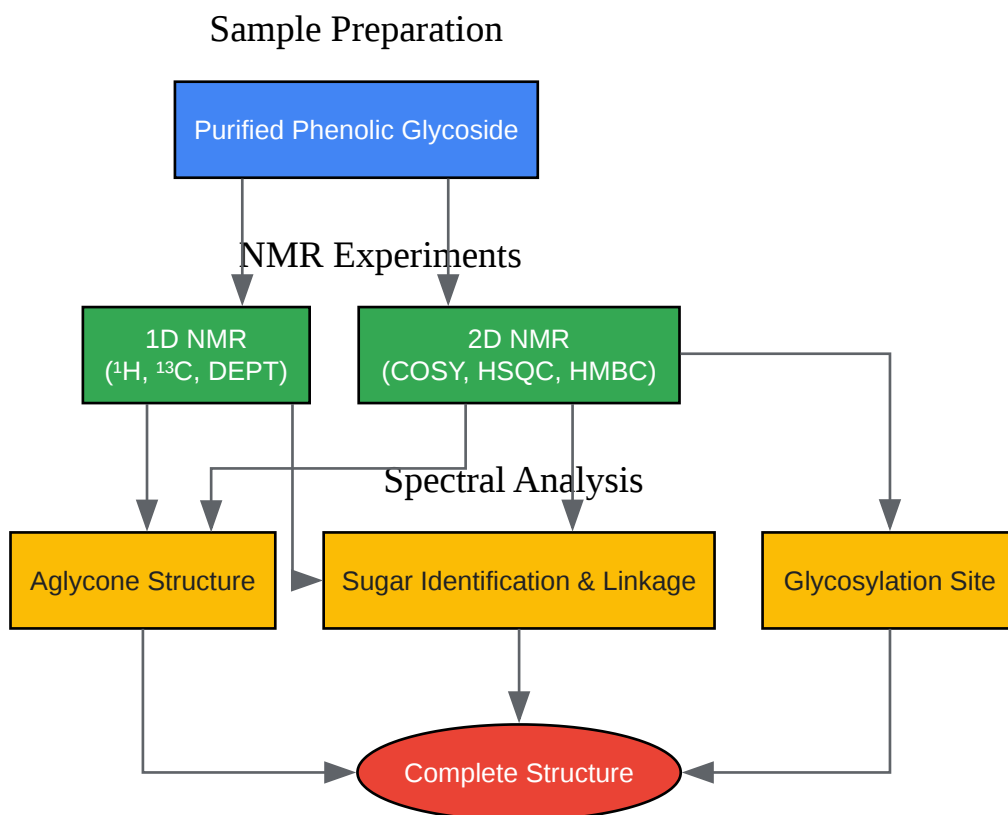 Sample Preparation
Purified Phenolic Glycoside
NMR Experiments
1D NMR
(¹H, ¹³C, DEPT)
2D NMR
(COSY, HSQC, HMBC)
Spectral Analysis
Aglycone Structure
Sugar Identification & Linkage
Glycosylation Site
Complete Structure